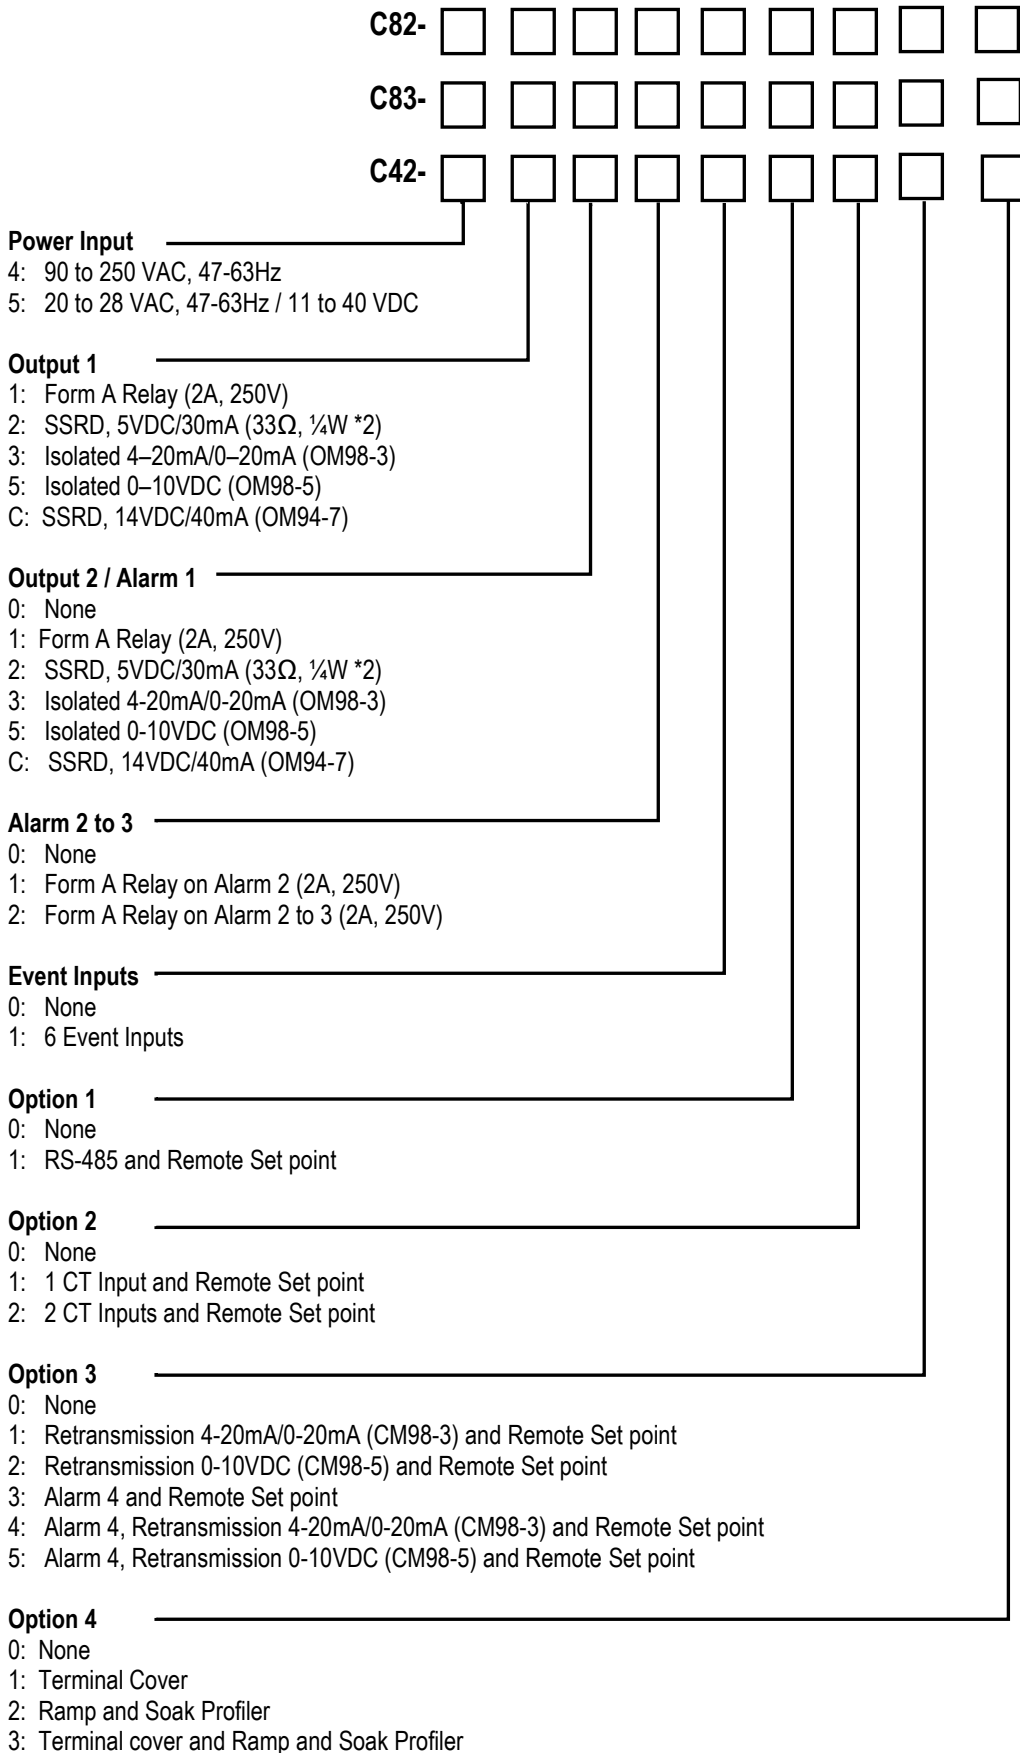 C82-
C83-
C42-
Power Input
4: 90 to 250 VAC, 47-63Hz
5: 20 to 28 VAC, 47-63Hz / 11 to 40 VDC
Output 1
1: Form A Relay (2A, 250V)
2: SSRD, 5VDC/30mA (33Ω, ¼W *2)
3: Isolated 4–20mA/0–20mA (OM98-3)
5: Isolated 0–10VDC (OM98-5)
C: SSRD, 14VDC/40mA (OM94-7)
Output 2 / Alarm 1
0: None
1: Form A Relay (2A, 250V)
2: SSRD, 5VDC/30mA (33Ω, ¼W *2)
3: Isolated 4-20mA/0-20mA (OM98-3)
5: Isolated 0-10VDC (OM98-5)
C: SSRD, 14VDC/40mA (OM94-7)
Alarm 2 to 3
0: None
1: Form A Relay on Alarm 2 (2A, 250V)
2: Form A Relay on Alarm 2 to 3 (2A, 250V)
Event Inputs
0: None
1: 6 Event Inputs
Option 1
0: None
1: RS-485 and Remote Set point
Option 2
0: None
1: 1 CT Input and Remote Set point
2: 2 CT Inputs and Remote Set point
Option 3
0: None
1: Retransmission 4-20mA/0-20mA (CM98-3) and Remote Set point
2: Retransmission 0-10VDC (CM98-5) and Remote Set point
3: Alarm 4 and Remote Set point
4: Alarm 4, Retransmission 4-20mA/0-20mA (CM98-3) and Remote Set point
5: Alarm 4, Retransmission 0-10VDC (CM98-5) and Remote Set point
Option 4
0: None
1: Terminal Cover
2: Ramp and Soak Profiler
3: Terminal cover and Ramp and Soak Profiler